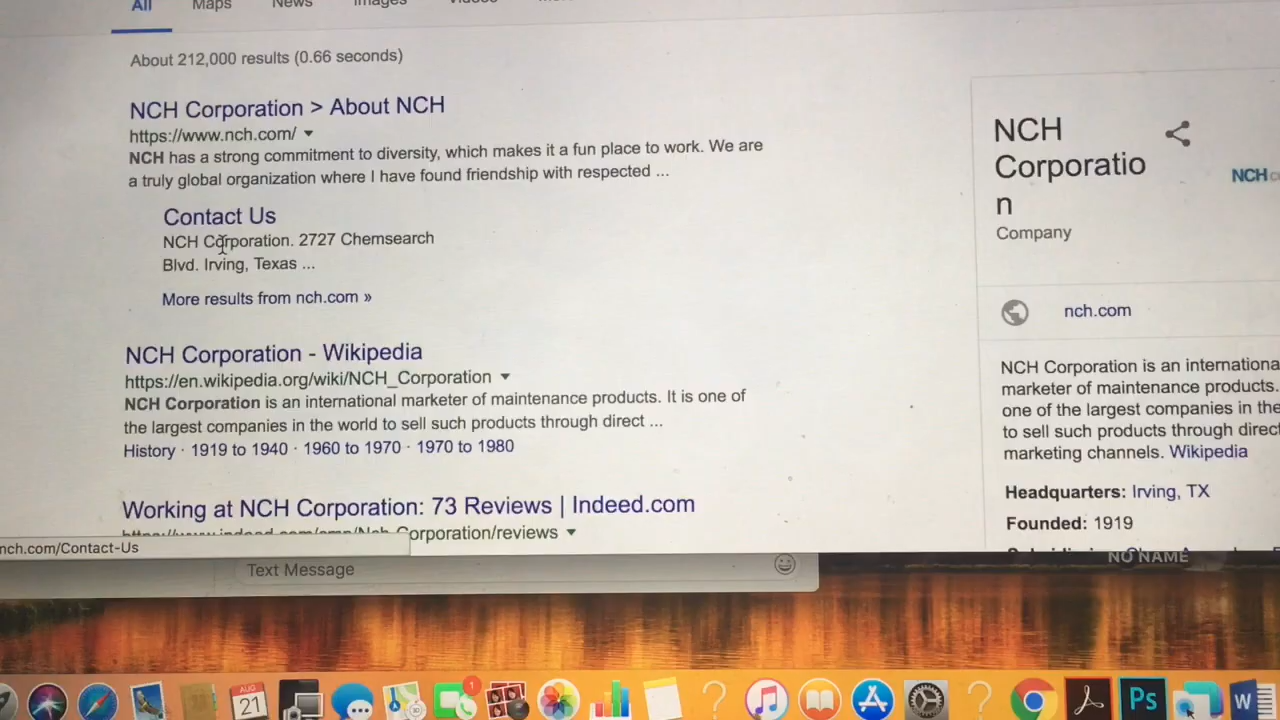 All Maps News Images Videos
About 212,000 results (0.66 seconds)
NCH Corporation > About NCH
https://www.nch.com/
NCH has a strong commitment to diversity, which makes it a fun place to work. We are
a truly global organization where I have found friendship with respected ...
Contact Us
NCH Corporation. 2727 Chemsearch
Blvd. Irving, Texas ...
More results from nch.com »
NCH Corporation - Wikipedia
https://en.wikipedia.org/wiki/NCH_Corporation
NCH Corporation is an international marketer of maintenance products. It is one of
the largest companies in the world to sell such products through direct ...
History · 1919 to 1940 · 1960 to 1970 · 1970 to 1980
Working at NCH Corporation: 73 Reviews | Indeed.com
Corporation/reviews
nch.com/Contact-Us
NCH
Corporatio
n
Company
NCH
nch.com
NCH Corporation is an internationa
marketer of maintenance products.
one of the largest companies in the
to sell such products through direct
marketing channels. Wikipedia
Headquarters: Irving, TX
Founded: 1919
NO NAME
Text Message
AUG
21
1
Ps
W